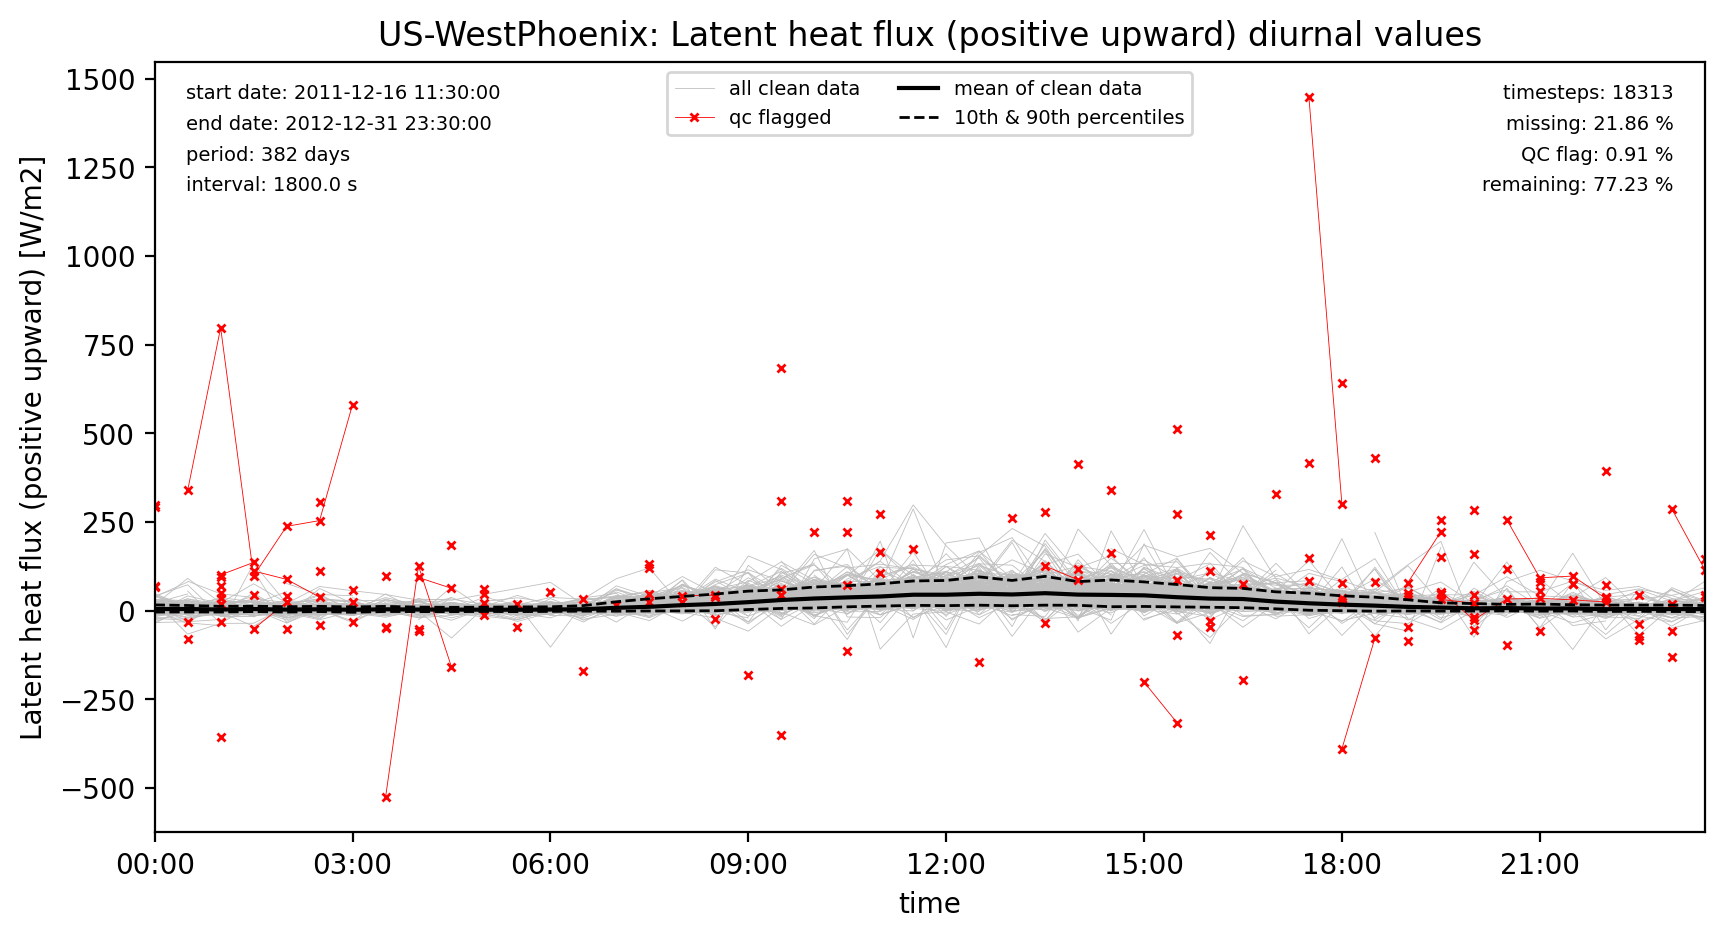 US-WestPhoenix: Latent heat flux (positive upward) diurnal values
start date: 2011-12-16 11:30:00
end date: 2012-12-31 23:30:00
period: 382 days
interval: 1800.0 s
all clean data
qc flagged
mean of clean data
10th & 90th percentiles
timesteps: 18313
missing: 21.86 %
QC flag: 0.91 %
remaining: 77.23 %
Latent heat flux (positive upward) [W/m2]
1500
1250
1000
750
500
250
0
−250
−500
00:00 03:00 06:00 09:00 12:00 15:00 18:00 21:00
time